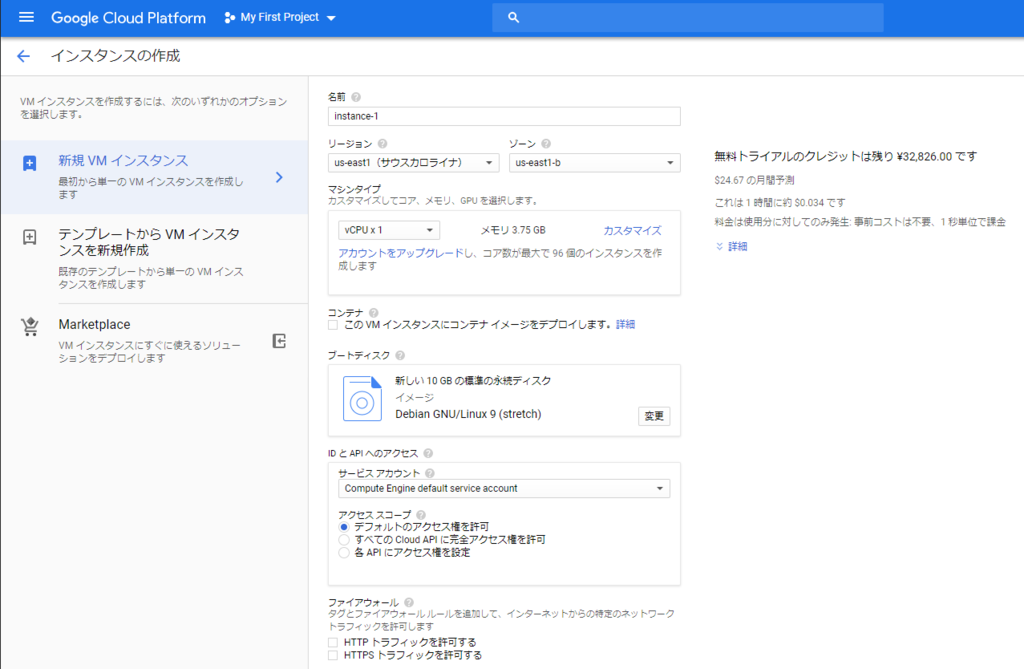 Google Cloud Platform
My First Project
インスタンスの作成
VM インスタンスを作成するには、次のいずれかのオプション
を選択します。
新規 VM インスタンス
最初から単一の VM インスタンスを作成し
ます
テンプレートから VM インスタ
ンスを新規作成
既存のテンプレートから単一の VM インス
タンスを作成します
Marketplace
VM インスタンスにすぐに使えるソリュー
ションをデプロイします
名前
instance-1
リージョン
ゾーン
us-east1（サウスカロライナ）
us-east1-b
マシンタイプ
カスタマイズしてコア、メモリ、GPU を選択します。
vCPU x 1
メモリ 3.75 GB
カスタマイズ
アカウントをアップグレードし、コア数が最大で 96 個のインスタンスを作
成します
コンテナ
この VM インスタンスにコンテナ イメージをデプロイします。詳細
ブートディスク
新しい 10 GB の標準の永続ディスク
イメージ
Debian GNU/Linux 9 (stretch)
変更
ID と API へのアクセス
サービス アカウント
Compute Engine default service account
アクセス スコープ
デフォルトのアクセス権を許可
すべての Cloud API に完全アクセス権を許可
各 API にアクセス権を設定
ファイアウォール
タグとファイアウォール ルールを追加して、インターネットからの特定のネットワーク
トラフィックを許可します
HTTP トラフィックを許可する
HTTPS トラフィックを許可する
無料トライアルのクレジットは残り ¥32,826.00 です
$24.67 の月間予測
これは 1 時間に約 $0.034 です
料金は使用分に対してのみ発生: 事前コストは不要、1 秒単位で課金
詳細